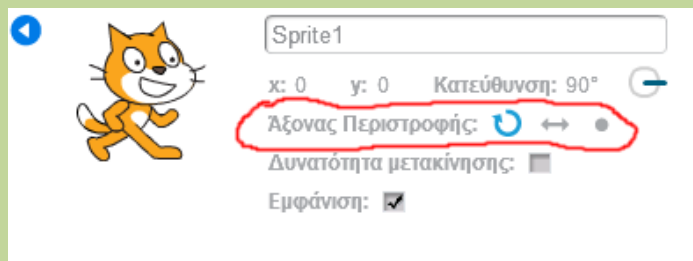 Sprite1
x: 0 y: 0 Κατεύθυνση: 90°
Άξονας Περιστροφής:
Δυνατότητα μετακίνησης:
Εμφάνιση: